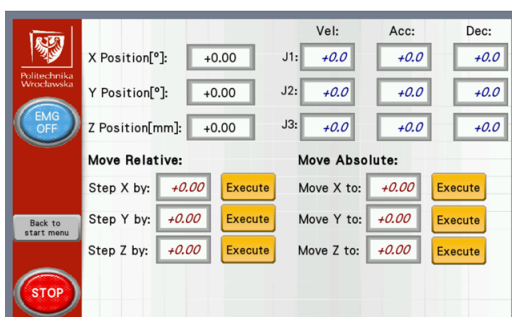 Vel: Acc: Dec:
X Position[°]: +0.00 J1: +0.0 +0.0 +0.0
Politechnika
Wrocławska
Y Position[°]: +0.00 J2: +0.0 +0.0 +0.0
EMG
OFF
Z Position[mm]: +0.00 J3: +0.0 +0.0 +0.0
Move Relative: Move Absolute:
Step X by: +0.00 Execute Move X to: +0.00 Execute
Step Y by: +0.00 Execute Move Y to: +0.00 Execute
Back to
start menu
Step Z by: +0.00 Execute Move Z to: +0.00 Execute
STOP